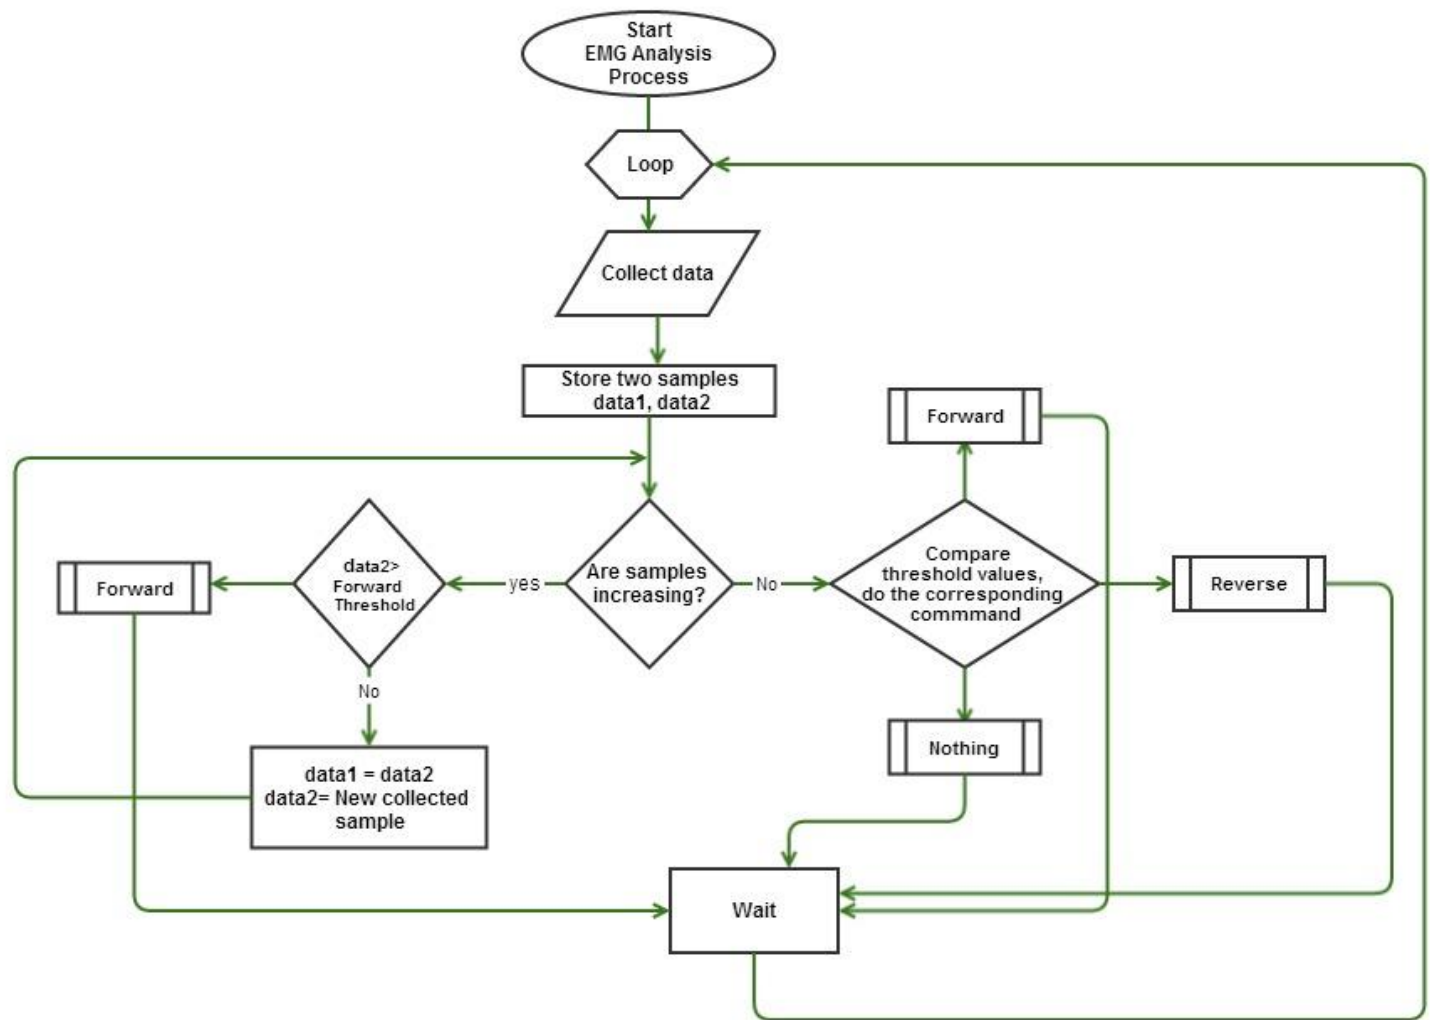 Start
EMG Analysis
Process
Loop
Collect data
Store two samples
data1, data2
Forward
data2>
Forward
Threshold
Forward
yes
Are samples
increasing?
No
Compare
threshold values,
do the corresponding
commmand
Reverse
No
Nothing
data1 = data2
data2= New collected
sample
Wait